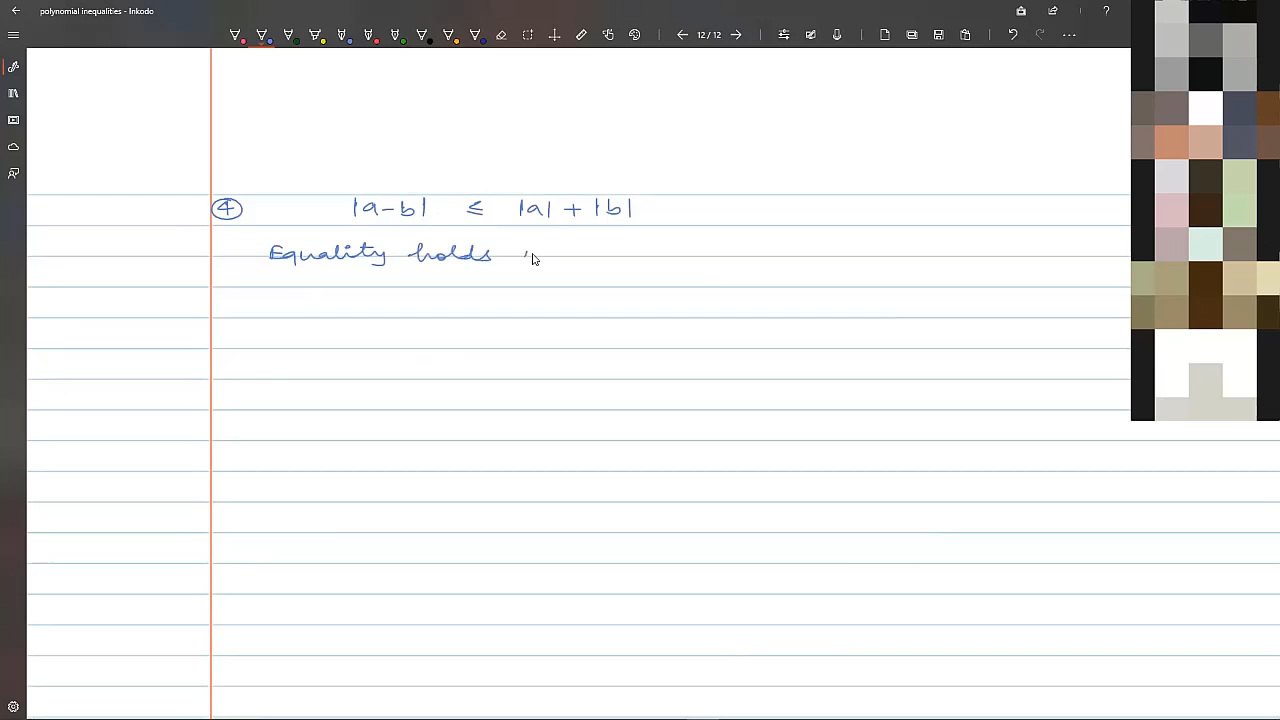 polynomial inequalities - Inkodo
12/12
④ |a-b| ≤ |a| + |b|
Equality holds